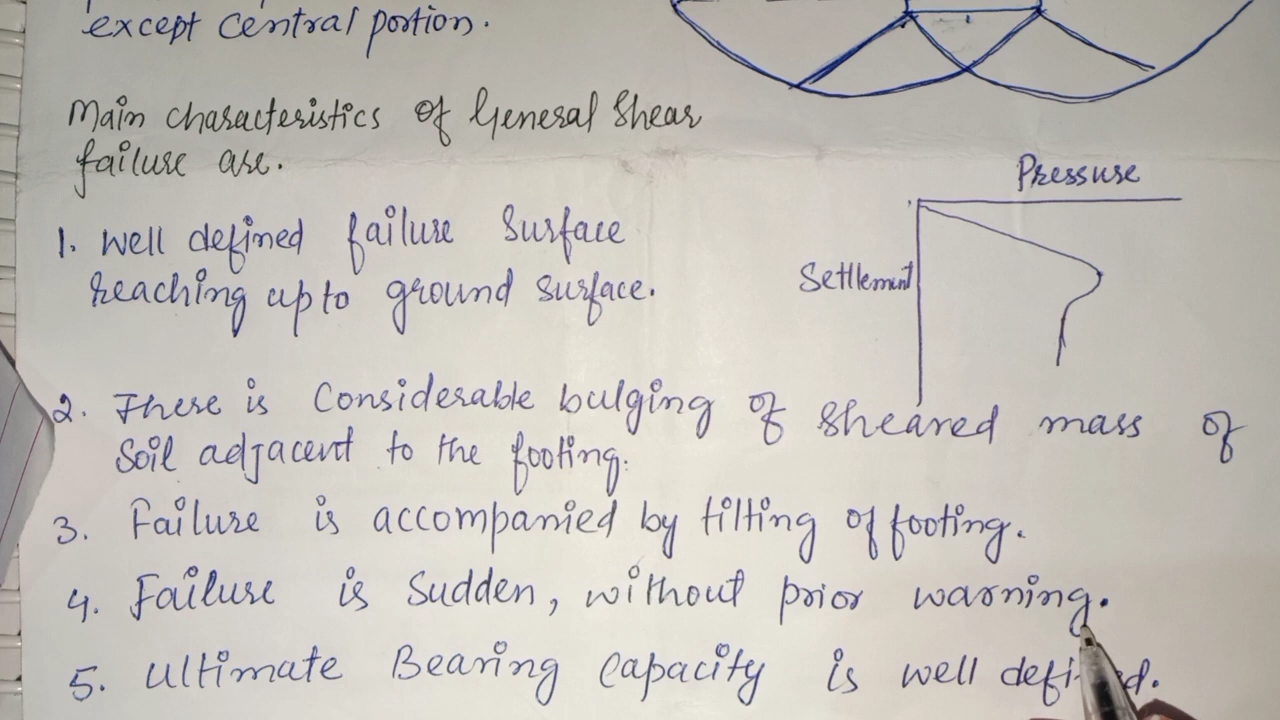 except central portion.
Main characteristics of General Shear
failure are.
Pressure
Settlement
1. Well defined failure Surface
reaching up to ground surface.
2. There is Considerable bulging of sheared mass of
Soil adjacent to the footing.
3. Failure is accompanied by tilting of footing.
4. Failure is Sudden, without prior warning.
5. Ultimate Bearing Capacity is well defined.